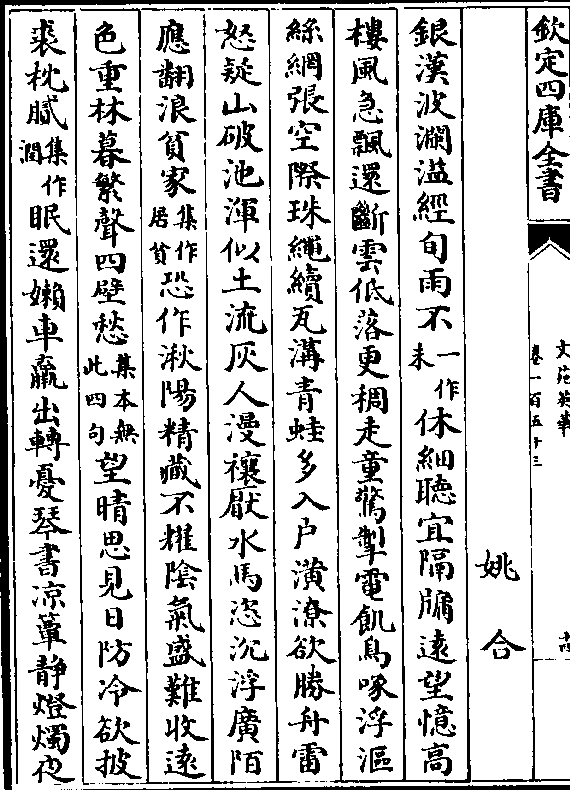 欽定四庫全書
文苑英華
卷一百五十三
姚合
銀漢波瀾溢經旬雨不一作未休細聽宜隔牖遠望憶高
樓風急飄還斷雲低落更稠走童驚掣電飢鳥啄浮漚
絲網張空際珠繩續瓦溝青蛙多入户潢潦欲勝舟雷
怒疑山破池渾似土流灰人漫禳厭水馬恣沉浮廣陌
應翻浪貧家集作居貧恐作湫陽精藏不耀陰氣盛難收遠
色重林暮繁聲四壁愁集本無此四句望晴思見日防冷欲披
裘枕膩集作潤眠還嬾車羸出轉憂琴書凉簟静燈燭夜